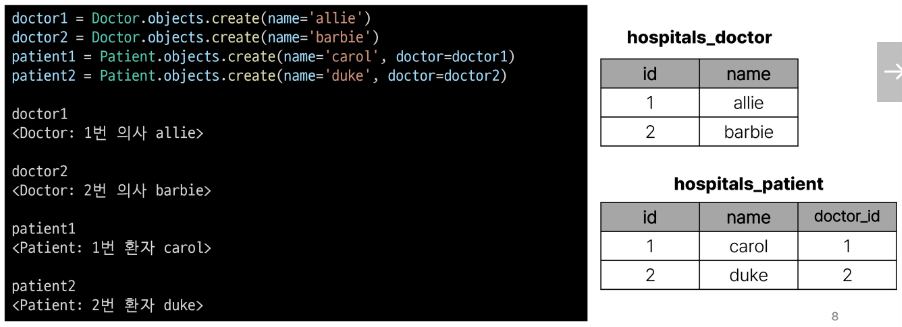 doctor1 = Doctor.objects.create(name='allie')
doctor2 = Doctor.objects.create(name='barbie')
patient1 = Patient.objects.create(name='carol', doctor=doctor1)
patient2 = Patient.objects.create(name='duke', doctor=doctor2)
doctor1
<Doctor: 1번 의사 allie>
doctor2
<Doctor: 2번 의사 barbie>
patient1
<Patient: 1번 환자 carol>
patient2
<Patient: 2번 환자 duke>
hospitals_doctor
id name
1 allie
2 barbie
hospitals_patient
id name doctor_id
1 carol 1
2 duke 2
8